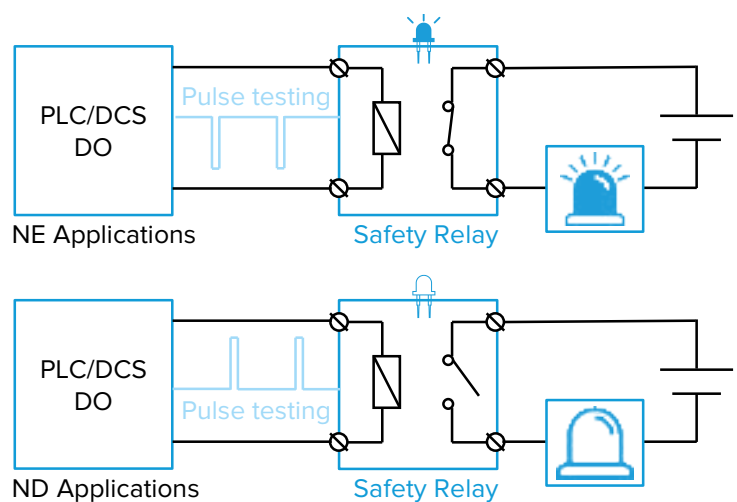 PLC/DCS
DO
Pulse testing
NE Applications
Safety Relay
PLC/DCS
DO
Pulse testing
ND Applications
Safety Relay